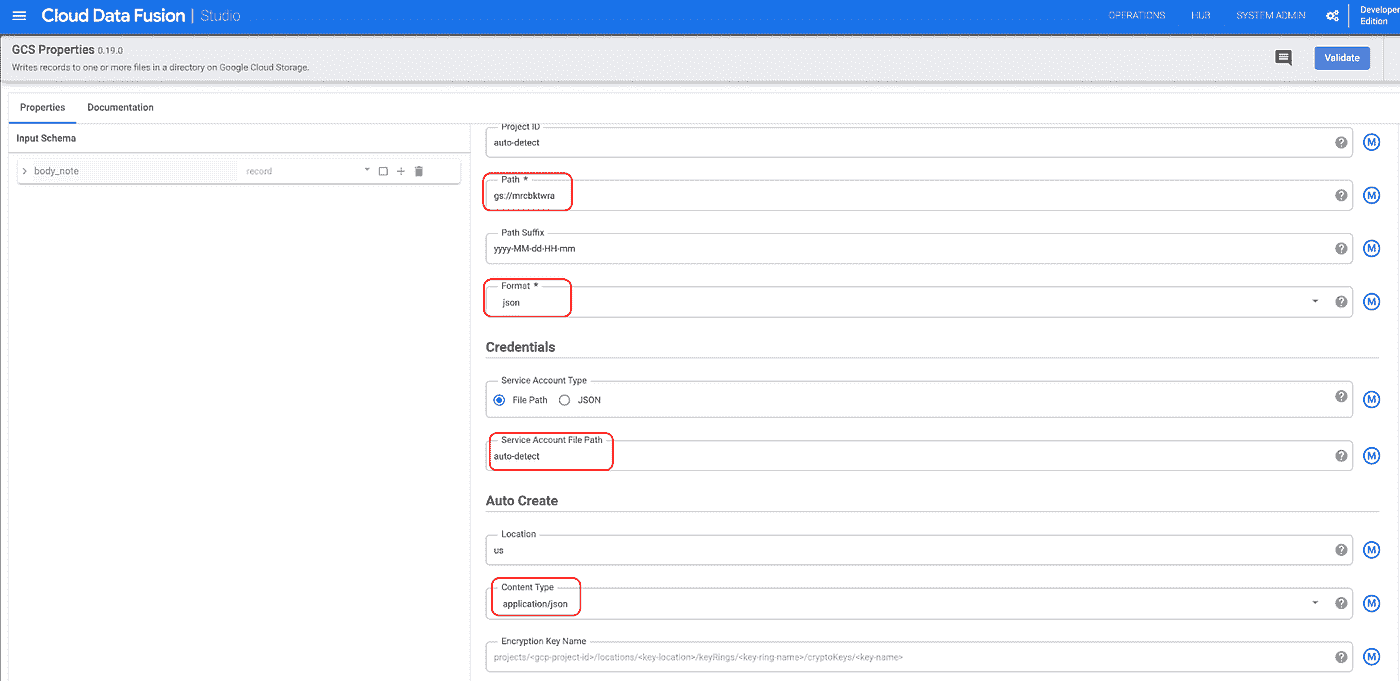 Cloud Data Fusion | Studio
OPERATIONS HUB SYSTEM ADMIN Developer Edition
GCS Properties 0.19.0
Writes records to one or more files in a directory on Google Cloud Storage.
Validate
Properties Documentation
Input Schema
body_note record
Project ID
auto-detect
M
Path *
gs://mrcbktwra
M
Path Suffix
yyyy-MM-dd-HH-mm
M
Format *
json
M
Credentials
Service Account Type
File Path JSON
M
Service Account File Path
auto-detect
M
Auto Create
Location
us
M
Content Type
application/json
M
Encryption Key Name
projects/<gcp-project-id>/locations/<key-location>/keyRings/<key-ring-name>/cryptoKeys/<key-name>
M